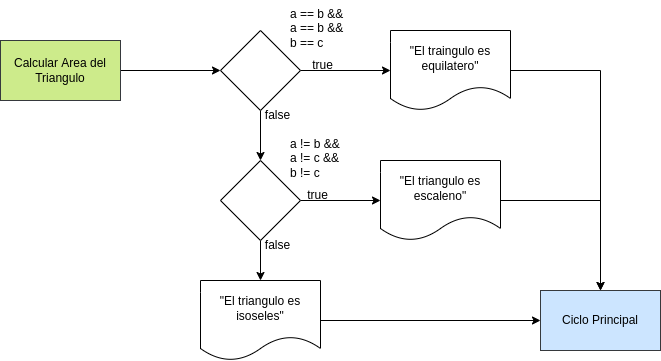 a == b &&
a == b &&
b == c
Calcular Area del
Triangulo
true
"El traingulo es
equilatero"
false
a != b &&
a != c &&
b != c
true
"El triangulo es
escaleno"
false
"El triangulo es
isoseles"
Ciclo Principal